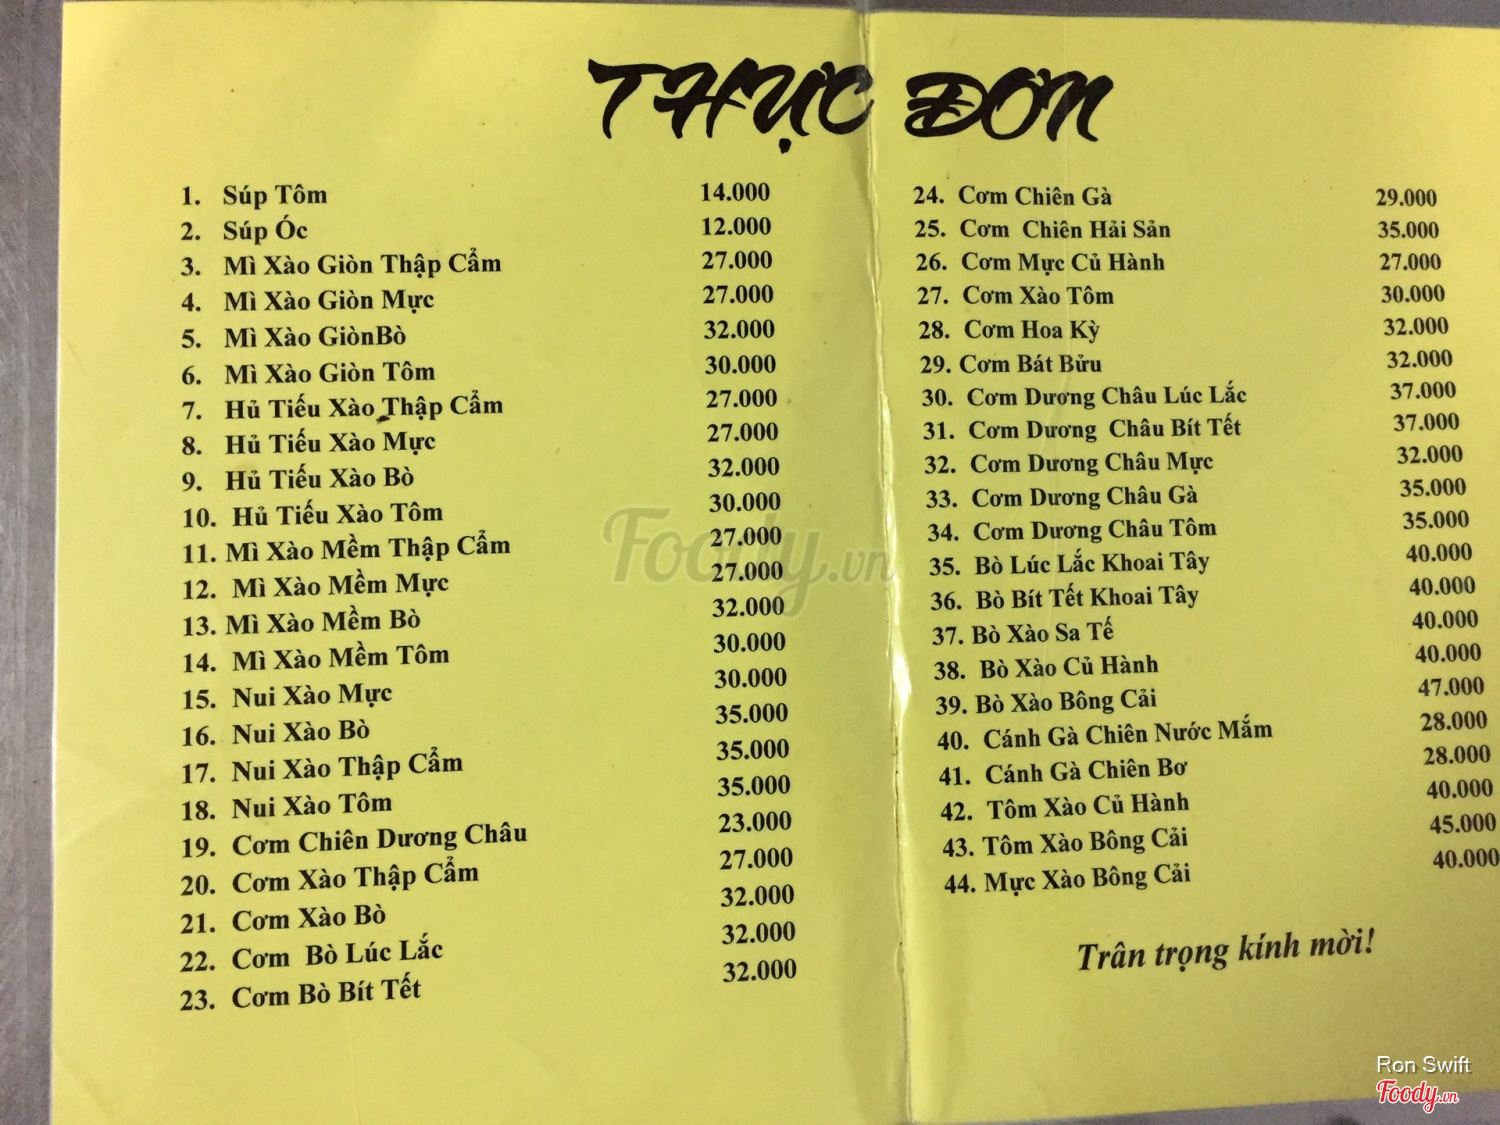 THỰC ĐƠN
1. Súp Tôm 14.000
2. Súp Óc 12.000
3. Mì Xào Giòn Thập Cẩm 27.000
4. Mì Xào Giòn Mực 27.000
5. Mì Xào GiònBò 32.000
6. Mì Xào Giòn Tôm 30.000
7. Hủ Tiếu Xào Thập Cẩm 27.000
8. Hủ Tiếu Xào Mực 27.000
9. Hủ Tiếu Xào Bò 32.000
10. Hủ Tiếu Xào Tôm 30.000
11. Mì Xào Mềm Thập Cẩm 27.000
12. Mì Xào Mềm Mực 27.000
13. Mì Xào Mềm Bò 32.000
14. Mì Xào Mềm Tôm 30.000
15. Nui Xào Mực 30.000
16. Nui Xào Bò 35.000
17. Nui Xào Thập Cẩm 35.000
18. Nui Xào Tôm 35.000
19. Cơm Chiên Dương Châu 23.000
20. Cơm Xào Thập Cẩm 27.000
21. Cơm Xào Bò 32.000
22. Cơm Bò Lúc Lắc 32.000
23. Cơm Bò Bít Tết 32.000
24. Cơm Chiên Gà 29.000
25. Cơm Chiên Hải Sản 35.000
26. Cơm Mực Củ Hành 27.000
27. Cơm Xào Tôm 30.000
28. Cơm Hoa Kỳ 32.000
29. Cơm Bát Bửu 32.000
30. Cơm Dương Châu Lúc Lắc 37.000
31. Cơm Dương Châu Bít Tết 37.000
32. Cơm Dương Châu Mực 32.000
33. Cơm Dương Châu Gà 35.000
34. Cơm Dương Châu Tôm 35.000
35. Bò Lúc Lắc Khoai Tây 40.000
36. Bò Bít Tết Khoai Tây 40.000
37. Bò Xào Sa Tế 40.000
38. Bò Xào Củ Hành 40.000
39. Bò Xào Bông Cải 47.000
40. Cánh Gà Chiên Nước Mắm 28.000
41. Cánh Gà Chiên Bơ 28.000
42. Tôm Xào Củ Hành 40.000
43. Tôm Xào Bông Cải 45.000
44. Mực Xào Bông Cải 40.000
Trân trọng kính mời!
Foody.vn
Ron Swift
Foody.vn